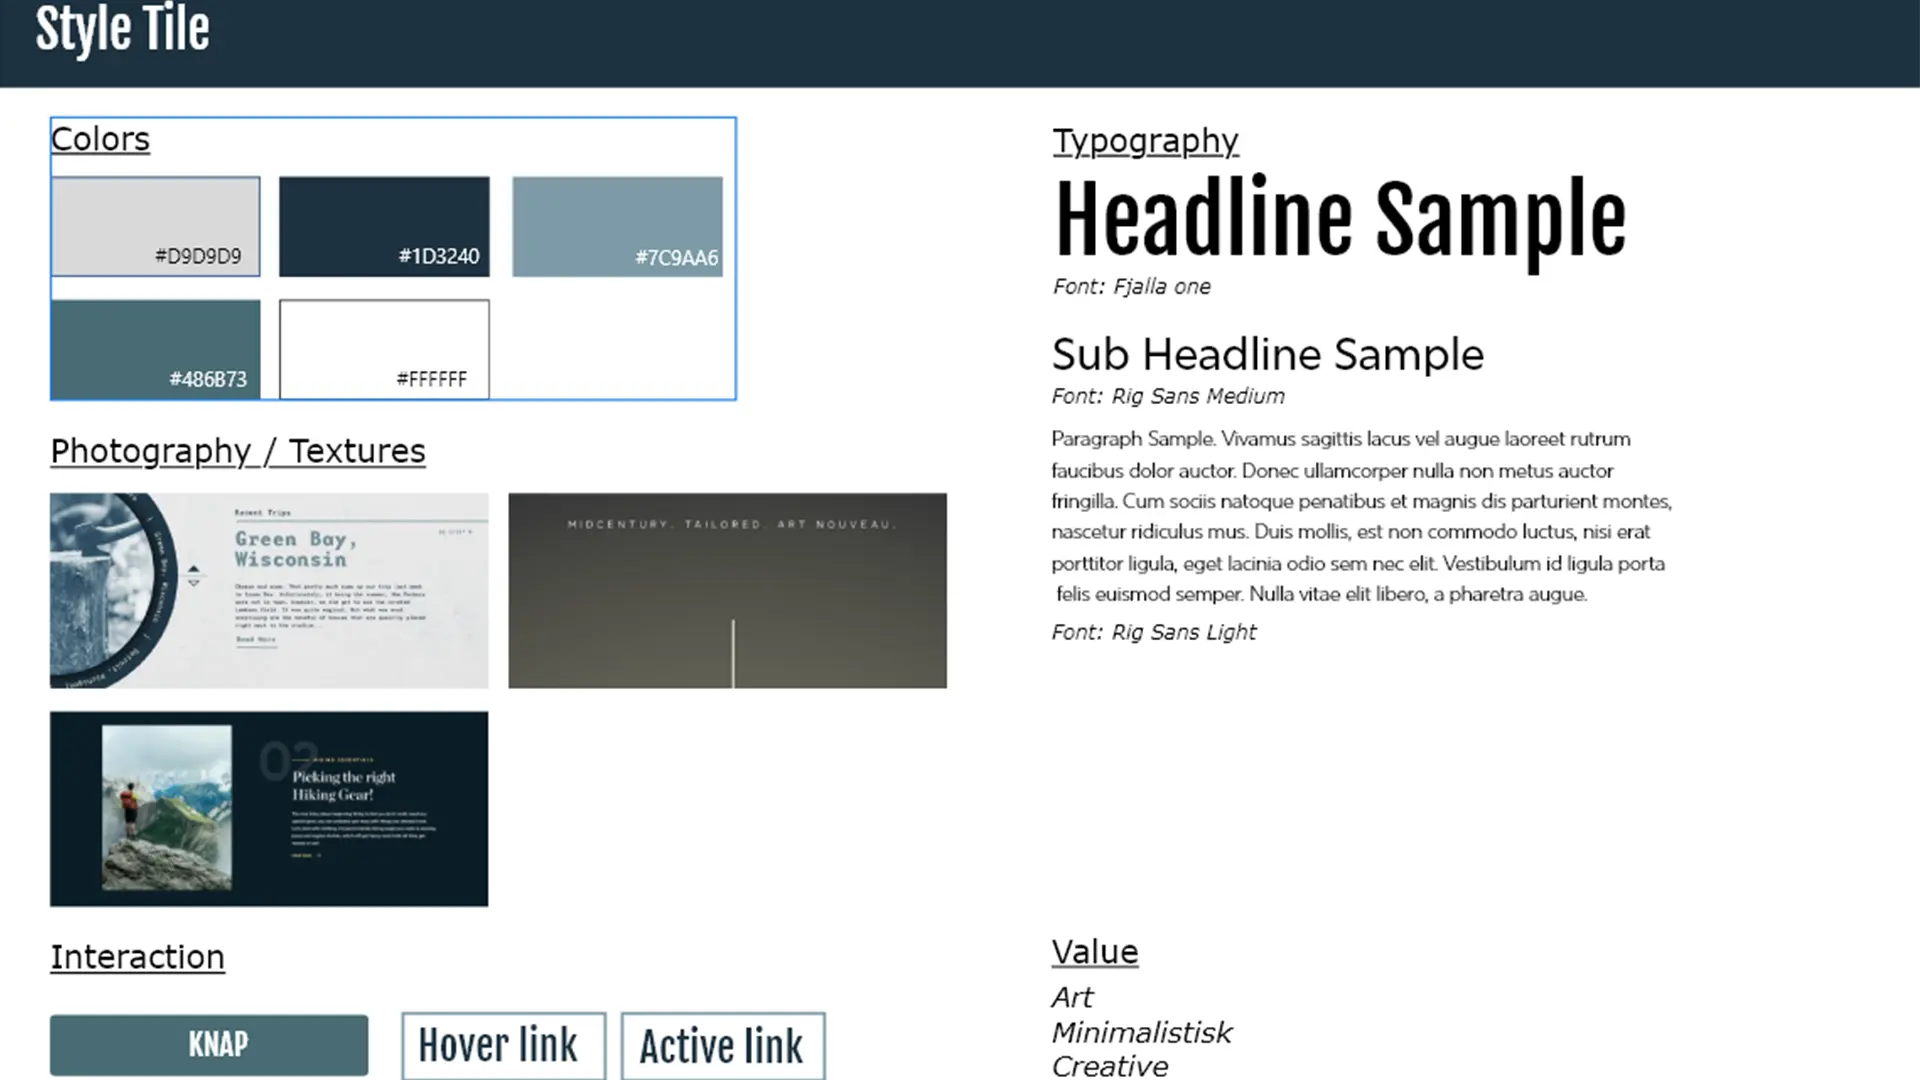 Style Tile
Colors
#D9D9D9
#1D3240
#7C9AA6
#486B73
#FFFFFF
Photography / Textures
Recent Trips
Green Bay,
Wisconsin
Read More
MIDCENTURY. TAILORED. ART NOUVEAU.
02
HIKING ESSENTIALS
Picking the right
Hiking Gear!
Interaction
KNAP
Hover link
Active link
Typography
Headline Sample
Font: Fjalla one
Sub Headline Sample
Font: Rig Sans Medium
Paragraph Sample. Vivamus sagittis lacus vel augue laoreet rutrum
faucibus dolor auctor. Donec ullamcorper nulla non metus auctor
fringilla. Cum sociis natoque penatibus et magnis dis parturient montes,
nascetur ridiculus mus. Duis mollis, est non commodo luctus, nisi erat
porttitor ligula, eget lacinia odio sem nec elit. Vestibulum id ligula porta
felis euismod semper. Nulla vitae elit libero, a pharetra augue.
Font: Rig Sans Light
Value
Art
Minimalistisk
Creative